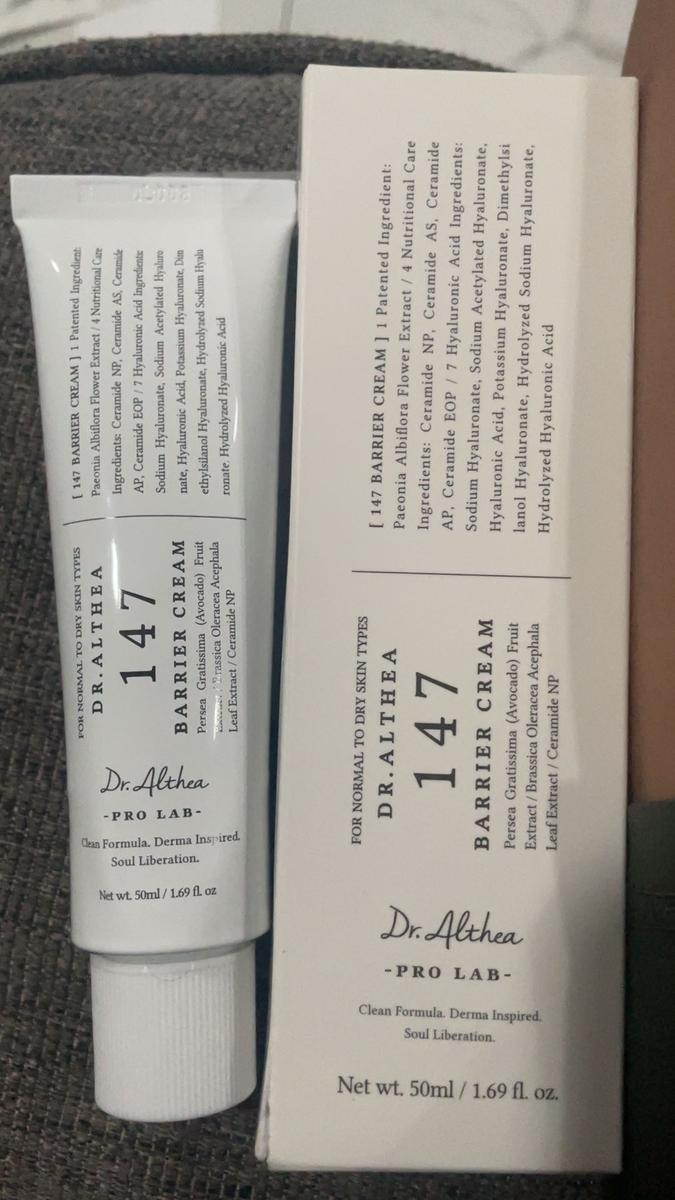 [ 147 BARRIER CREAM ] 1 Patented Ingredient:
Paeonia Albiflora Flower Extract / 4 Nutritional Care
Ingredients: Ceramide NP, Ceramide AS, Ceramide
AP, Ceramide EOP / 7 Hyaluronic Acid Ingredients:
Sodium Hyaluronate, Sodium Acetylated Hyaluro
nate, Hyaluronic Acid, Potassium Hyaluronate, Dim
ethylsilanol Hyaluronate, Hydrolyzed Sodium Hyalu
ronate, Hydrolyzed Hyaluronic Acid
FOR NORMAL TO DRY SKIN TYPES
DR.ALTHEA
147
BARRIER CREAM
Persea Gratissima (Avocado) Fruit
Brassica Oleracea Acephala
Leaf Extract / Ceramide NP
Dr.Althea
-PRO LAB-
Clean Formula. Derma Inspired.
Soul Liberation.
Net wt. 50ml / 1.69 fl. oz
[ 147 BARRIER CREAM ] 1 Patented Ingredient:
Paeonia Albiflora Flower Extract / 4 Nutritional Care
Ingredients: Ceramide NP, Ceramide AS, Ceramide
AP, Ceramide EOP / 7 Hyaluronic Acid Ingredients:
Sodium Hyaluronate, Sodium Acetylated Hyaluronate,
Hyaluronic Acid, Potassium Hyaluronate, Dimethylsi
lanol Hyaluronate, Hydrolyzed Sodium Hyaluronate,
Hydrolyzed Hyaluronic Acid
FOR NORMAL TO DRY SKIN TYPES
DR.ALTHEA
147
BARRIER CREAM
Persea Gratissima (Avocado) Fruit
Extract / Brassica Oleracea Acephala
Leaf Extract / Ceramide NP
Dr.Althea
-PRO LAB-
Clean Formula. Derma Inspired.
Soul Liberation.
Net wt. 50ml / 1.69 fl. oz.